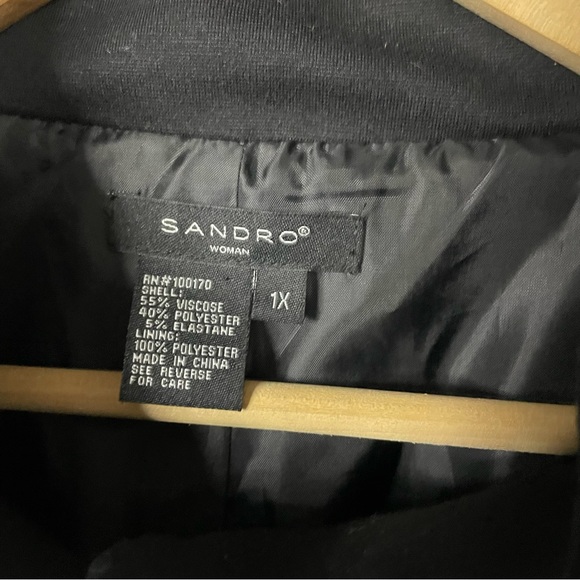 SANDRO®
WOMAN
1X
RN#100170
SHELL:
55% VISCOSE
40% POLYESTER
5% ELASTANE
LINING:
100% POLYESTER
MADE IN CHINA
SEE REVERSE
FOR CARE